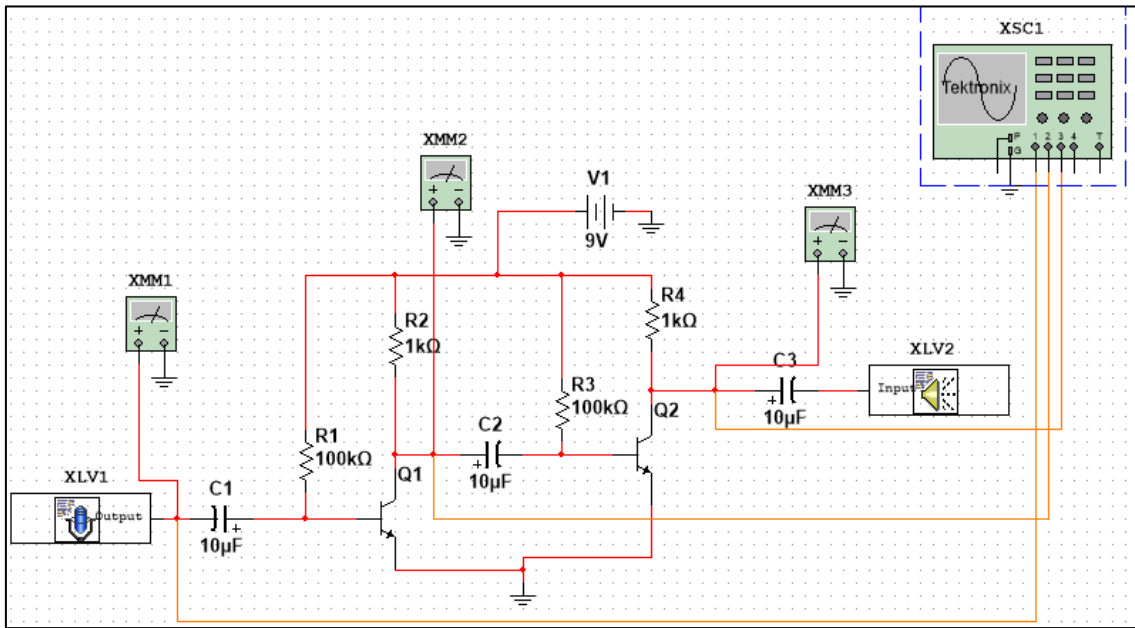 XSC1
Tektronix
P
G
1 2 3 4
T
XMM2
+ −
V1
9V
XMM3
+ −
XMM1
+ −
R2
1kΩ
R4
1kΩ
R3
100kΩ
C3
+
10µF
XLV2
Input
Q2
R1
100kΩ
C2
+
10µF
Q1
XLV1
Output
C1
+
10µF